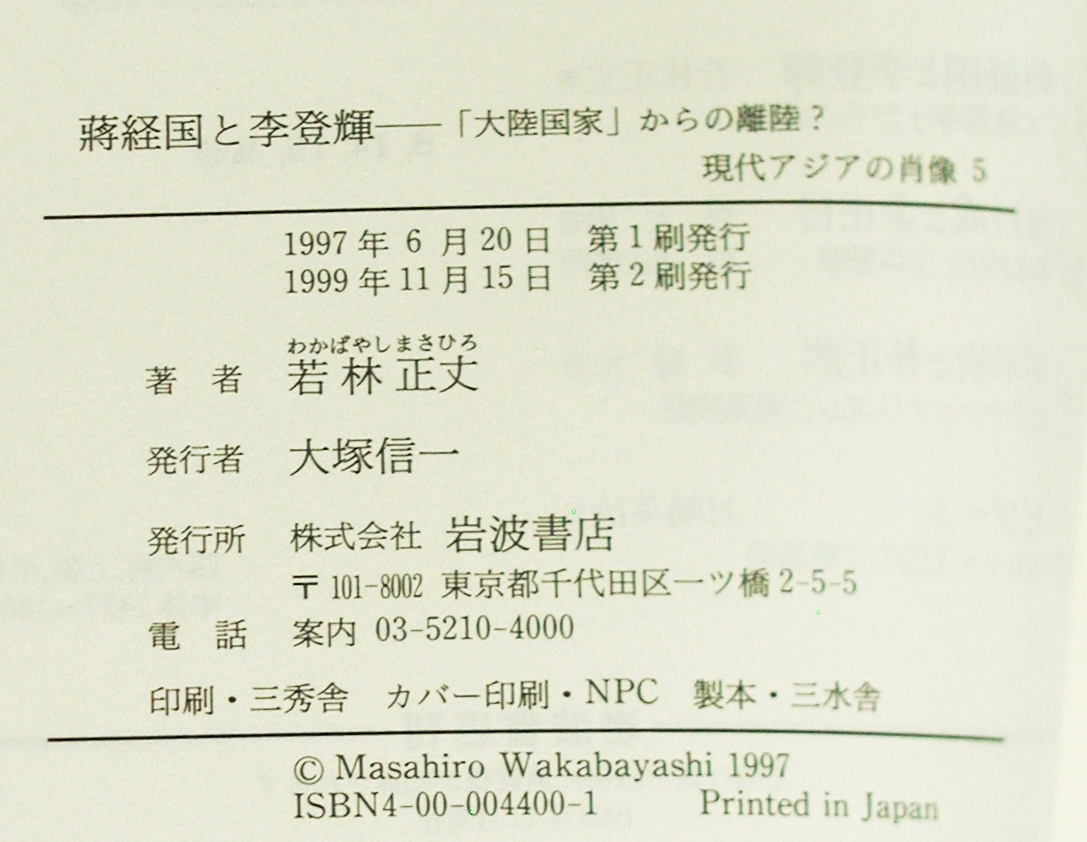 蔣経国と李登輝――「大陸国家」からの離陸?
現代アジアの肖像 5
1997年 6 月20日 第1刷発行
1999年11月15日 第2刷発行
わかばやしまさひろ
著 者 若林正丈
発行者 大塚信一
発行所 株式会社 岩波書店
〒101-8002 東京都千代田区一ツ橋2-5-5
電 話 案内 03-5210-4000
印刷・三秀舎 カバー印刷・NPC 製本・三水舎
© Masahiro Wakabayashi 1997
ISBN4-00-004400-1 Printed in Japan